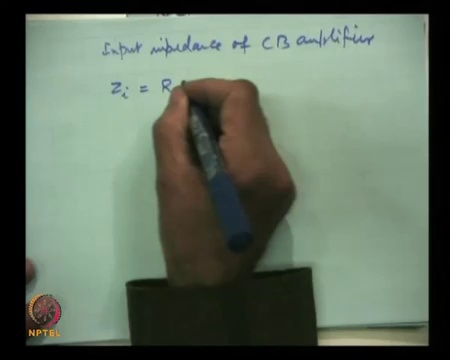 Input impedance of CB amplifier
Zi = R
NPTEL